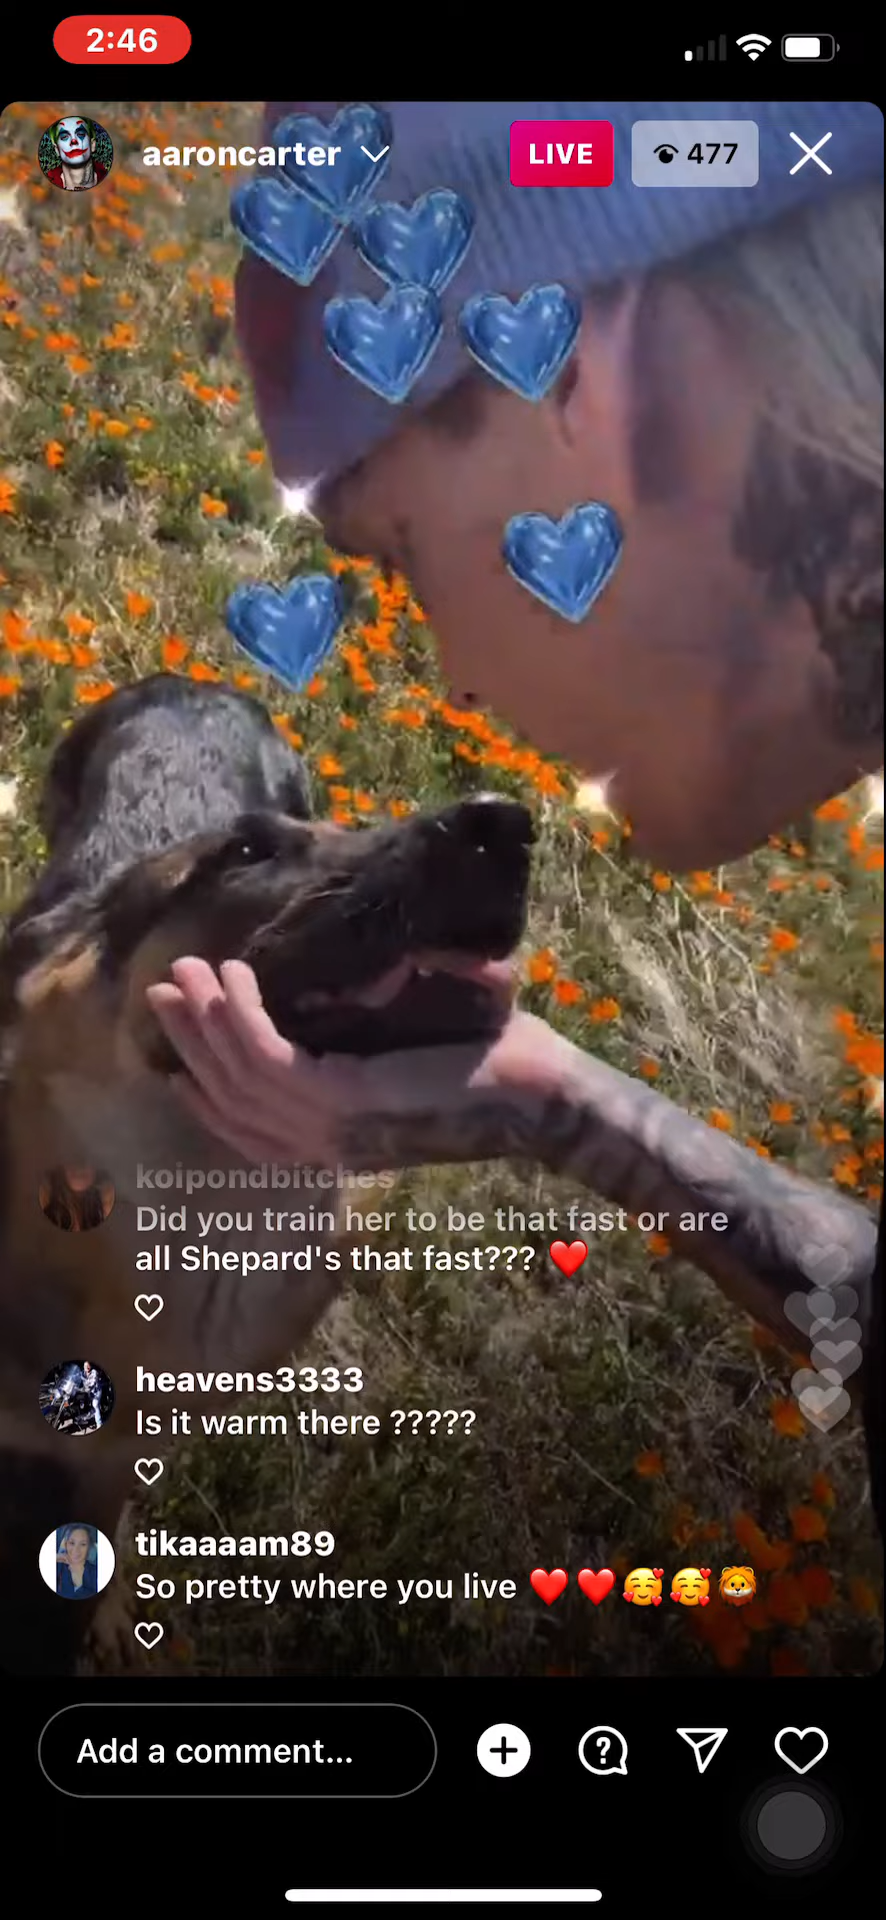 2:46
aaroncarter
LIVE
477
koipondbitches
Did you train her to be that fast or are
all Shepard's that fast??? ❤️
heavens3333
Is it warm there ?????
tikaaaam89
So pretty where you live ❤️❤️🥰🥰🦁
Add a comment...